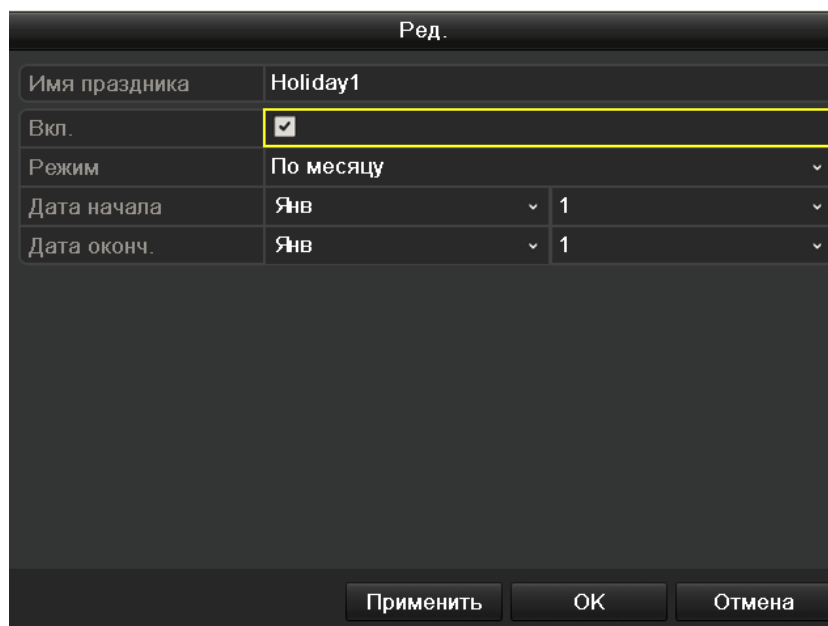 Ред.
Имя праздника Holiday1
Вкл.
Режим По месяцу
Дата начала Янв 1
Дата оконч. Янв 1
Применить OK Отмена